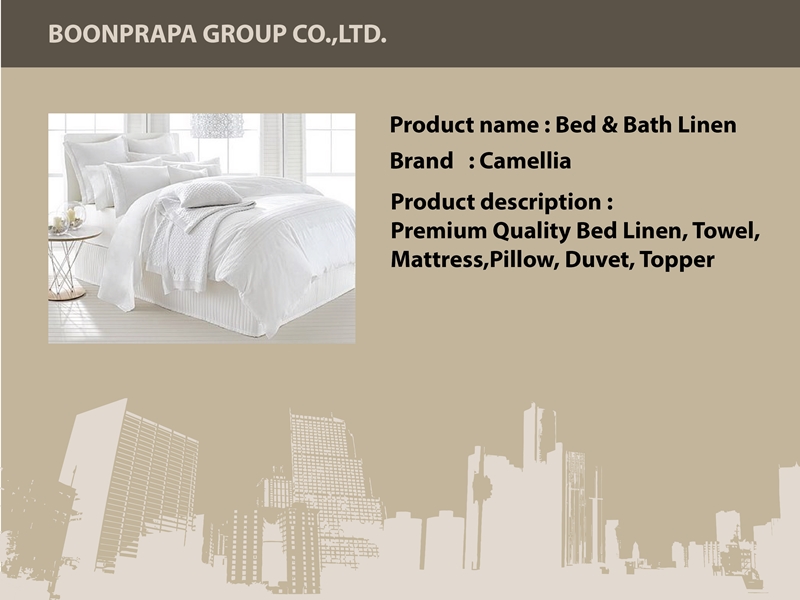 BOONPRAPA GROUP CO.,LTD.
Product name : Bed & Bath Linen
Brand : Camellia
Product description :
Premium Quality Bed Linen, Towel,
Mattress,Pillow, Duvet, Topper